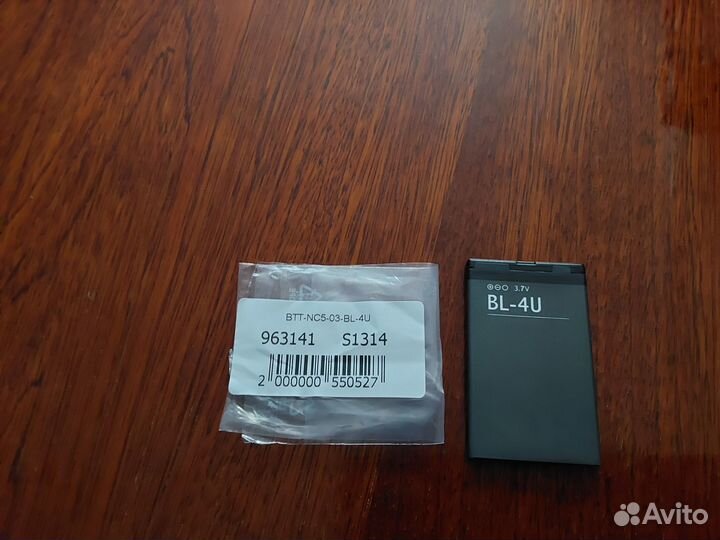 BTT-NC5-03-BL-4U
963141 S1314
2 000000 550527
3.7V
BL-4U
Avito